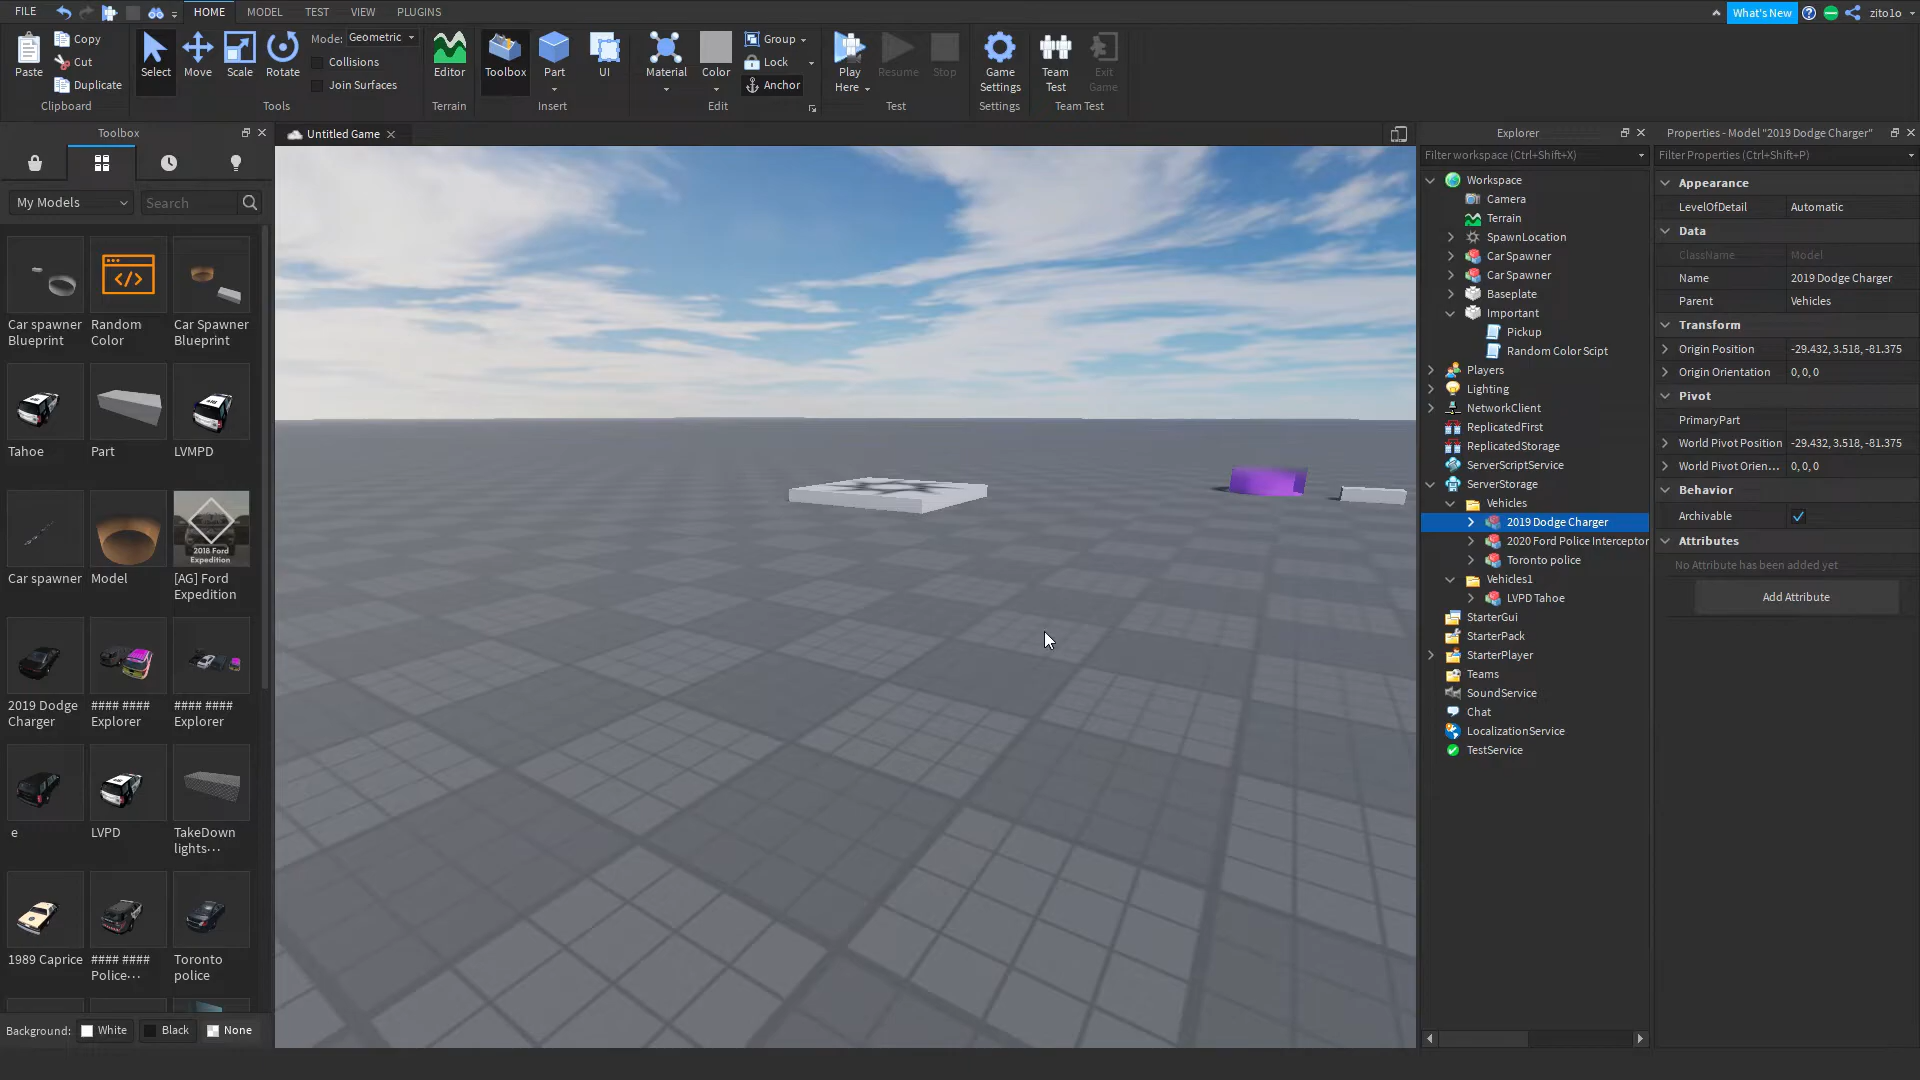 FILE
HOME
MODEL
TEST
VIEW
PLUGINS
What's New
zito1o
Paste
Copy
Cut
Duplicate
Clipboard
Select
Move
Scale
Rotate
Mode: Geometric
Collisions
Join Surfaces
Tools
Editor
Terrain
Toolbox
Part
UI
Insert
Material
Color
Group
Lock
Anchor
Edit
Play
Here
Resume
Stop
Test
Game
Settings
Settings
Team
Test
Exit
Game
Team Test
Toolbox
My Models
Search
Car spawner
Blueprint
Random
Color
Car Spawner
Blueprint
Tahoe
Part
LVMPD
Car spawner
Model
2018 Ford
Expedition
[AG] Ford
Expedition
2019 Dodge
Charger
#### ####
Explorer
#### ####
Explorer
e
LVPD
TakeDown
lights···
1989 Caprice
#### ####
Police···
Toronto
police
Background:
White
Black
None
Untitled Game
Explorer
Filter workspace (Ctrl+Shift+X)
Workspace
Camera
Terrain
SpawnLocation
Car Spawner
Car Spawner
Baseplate
Important
Pickup
Random Color Scipt
Players
Lighting
NetworkClient
ReplicatedFirst
ReplicatedStorage
ServerScriptService
ServerStorage
Vehicles
2019 Dodge Charger
2020 Ford Police Interceptor
Toronto police
Vehicles1
LVPD Tahoe
StarterGui
StarterPack
StarterPlayer
Teams
SoundService
Chat
LocalizationService
TestService
Properties - Model "2019 Dodge Charger"
Filter Properties (Ctrl+Shift+P)
Appearance
LevelOfDetail Automatic
Data
ClassName Model
Name 2019 Dodge Charger
Parent Vehicles
Transform
Origin Position -29.432, 3.518, -81.375
Origin Orientation 0, 0, 0
Pivot
PrimaryPart
World Pivot Position -29.432, 3.518, -81.375
World Pivot Orien... 0, 0, 0
Behavior
Archivable
Attributes
No Attribute has been added yet
Add Attribute